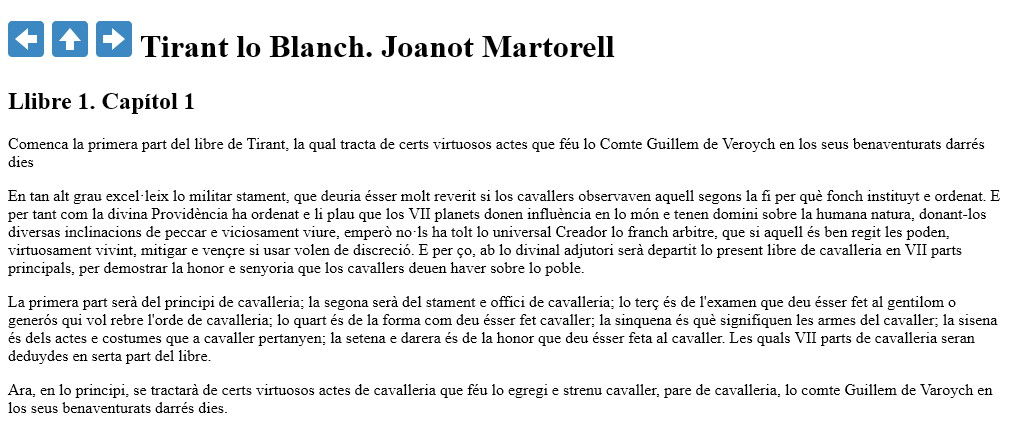 Tirant lo Blanch. Joanot Martorell
Llibre 1. Capítol 1
Comenca la primera part del libre de Tirant, la qual tracta de certs virtuosos actes que féu lo Comte Guillem de Veroych en los seus benaventurats darrés
dies
En tan alt grau excel·leix lo militar stament, que deuria ésser molt reverit si los cavallers observaven aquell segons la fi per què fonch instituyt e ordenat. E
per tant com la divina Providència ha ordenat e li plau que los VII planets donen influència en lo món e tenen domini sobre la humana natura, donant-los
diversas inclinacions de peccar e viciosament viure, emperò no·ls ha tolt lo universal Creador lo franch arbitre, que si aquell és ben regit les poden,
virtuosament vivint, mitigar e vençre si usar volen de discreció. E per ço, ab lo divinal adjutori serà departit lo present libre de cavalleria en VII parts
principals, per demostrar la honor e senyoria que los cavallers deuen haver sobre lo poble.
La primera part serà del principi de cavalleria; la segona serà del stament e offici de cavalleria; lo terç és de l'examen que deu ésser fet al gentilom o
generós qui vol rebre l'orde de cavalleria; lo quart és de la forma com deu ésser fet cavaller; la sinquena és què signifiquen les armes del cavaller; la sisena
és dels actes e costumes que a cavaller pertanyen; la setena e darera és de la honor que deu ésser feta al cavaller. Les quals VII parts de cavalleria seran
deduydes en serta part del libre.
Ara, en lo principi, se tractarà de certs virtuosos actes de cavalleria que féu lo egregi e strenu cavaller, pare de cavalleria, lo comte Guillem de Varoych en
los seus benaventurats darrés dies.